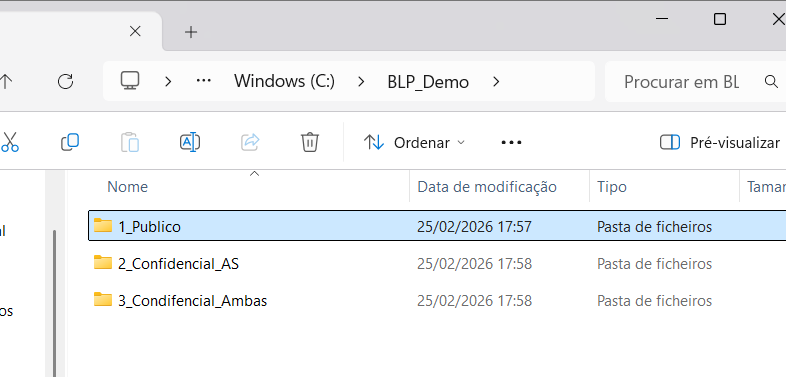 Windows (C:) BLP_Demo Procurar em BL
Ordenar Pré-visualizar
Nome Data de modificação Tipo Taman
1_Publico 25/02/2026 17:57 Pasta de ficheiros
2_Confidencial_AS 25/02/2026 17:58 Pasta de ficheiros
3_Condifencial_Ambas 25/02/2026 17:58 Pasta de ficheiros
os